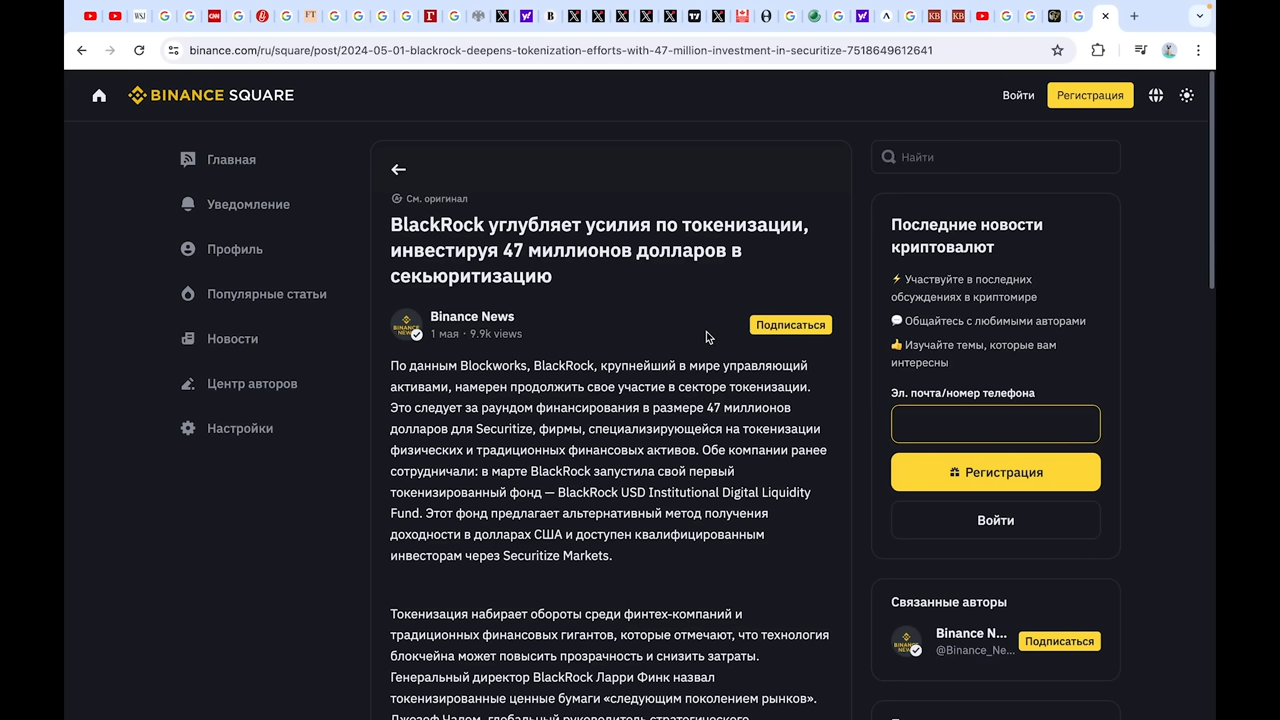 binance.com/ru/square/post/2024-05-01-blackrock-deepens-tokenization-efforts-with-47-million-investment-in-securitize-7518649612641
BINANCE SQUARE
Войти
Регистрация
Главная
Уведомление
Профиль
Популярные статьи
Новости
Центр авторов
Настройки
См. оригинал
BlackRock углубляет усилия по токенизации,
инвестируя 47 миллионов долларов в
секьюритизацию
Binance News
1 мая · 9.9k views
Подписаться
По данным Blockworks, BlackRock, крупнейший в мире управляющий
активами, намерен продолжить свое участие в секторе токенизации.
Это следует за раундом финансирования в размере 47 миллионов
долларов для Securitize, фирмы, специализирующейся на токенизации
физических и традиционных финансовых активов. Обе компании ранее
сотрудничали: в марте BlackRock запустила свой первый
токенизированный фонд — BlackRock USD Institutional Digital Liquidity
Fund. Этот фонд предлагает альтернативный метод получения
доходности в долларах США и доступен квалифицированным
инвесторам через Securitize Markets.
Токенизация набирает обороты среди финтех-компаний и
традиционных финансовых гигантов, которые отмечают, что технология
блокчейна может повысить прозрачность и снизить затраты.
Генеральный директор BlackRock Ларри Финк назвал
токенизированные ценные бумаги «следующим поколением рынков».
Джозеф Чалом, глобальный руководитель стратегического
Найти
Последние новости
криптовалют
⚡ Участвуйте в последних
обсуждениях в криптомире
💬 Общайтесь с любимыми авторами
👍 Изучайте темы, которые вам
интересны
Эл. почта/номер телефона
Регистрация
Войти
Связанные авторы
Binance N...
@Binance_Ne...
Подписаться